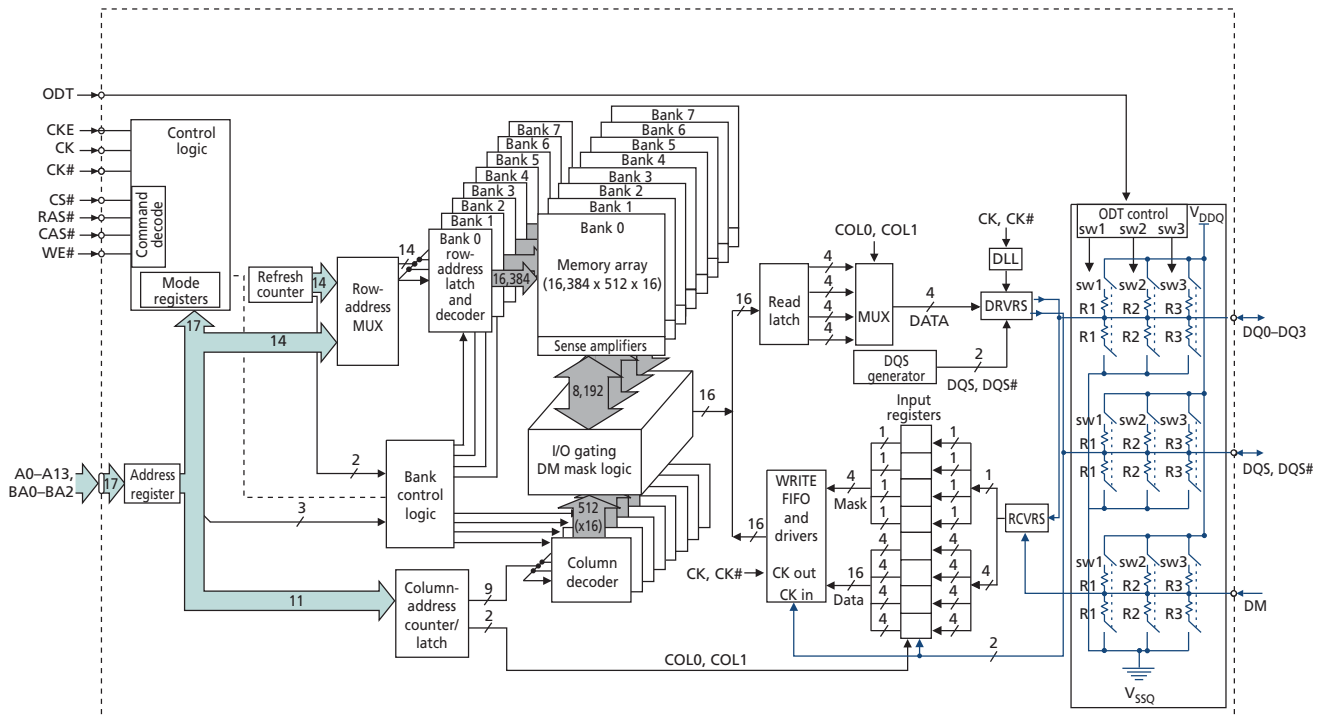 ODT
CKE
CK
CK#
CS#
RAS#
CAS#
WE#
Control
logic
Command
decode
Mode
registers
17
Refresh
counter
14
14
Row-
address
MUX
14
Bank 7
Bank 6
Bank 5
Bank 4
Bank 3
Bank 2
Bank 1
Bank 0
row-
address
latch
and
decoder
16,384
Bank 7
Bank 6
Bank 5
Bank 4
Bank 3
Bank 2
Bank 1
Bank 0
Memory array
(16,384 x 512 x 16)
Sense amplifiers
8,192
16
I/O gating
DM mask logic
512
(x16)
Column
decoder
A0–A13,
BA0–BA2
17
Address
register
2
3
Bank
control
logic
11
Column-
address
counter/
latch
9
2
COL0, COL1
16
Read
latch
4
4
4
4
COL0, COL1
MUX
4
DATA
CK, CK#
DLL
DRVRS
DQS
generator
2
DQS, DQS#
Input
registers
1
1
1
1
4
4
4
4
1
1
1
1
4
4
4
4
1
4
RCVRS
4
Mask
16
Data
16
WRITE
FIFO
and
drivers
CK out
CK in
CK, CK#
2
ODT control
sw1 sw2 sw3
VDDQ
sw1 sw2 sw3
R1 R2 R3
R1 R2 R3
DQ0–DQ3
sw1 sw2 sw3
R1 R2 R3
R1 R2 R3
DQS, DQS#
sw1 sw2 sw3
R1 R2 R3
R1 R2 R3
DM
VSSQ